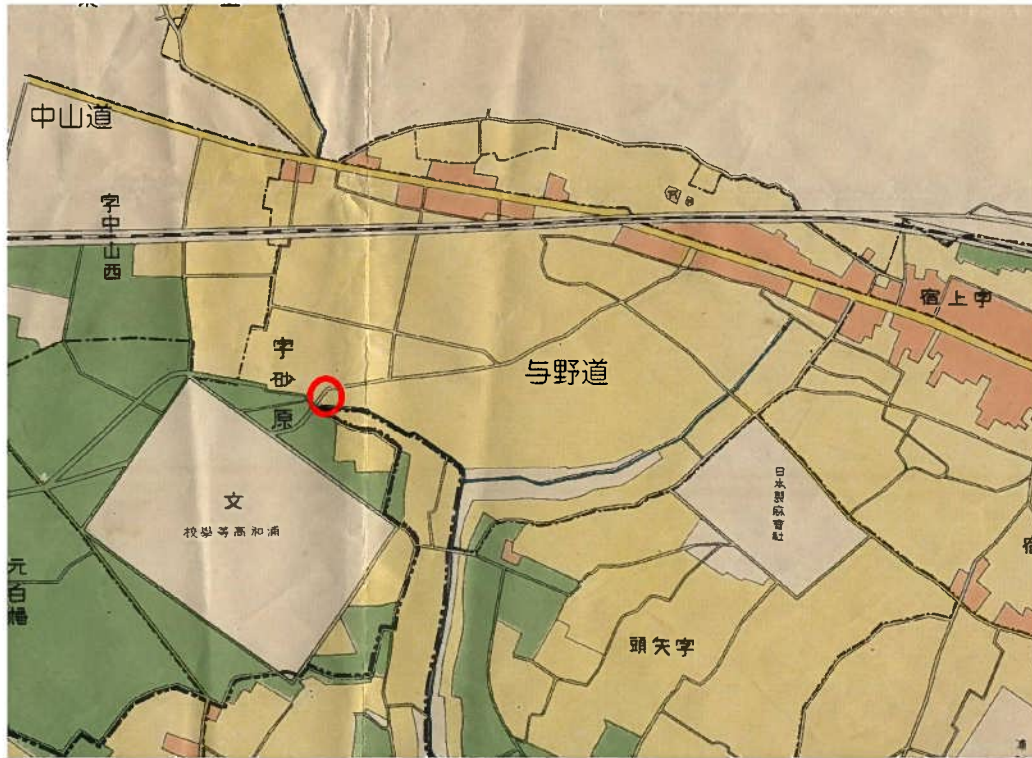 中山道
字中山西
字上宿
字砂原
与野道
文
浦和高等學校
日本製麻會社
元白幡
字矢頭